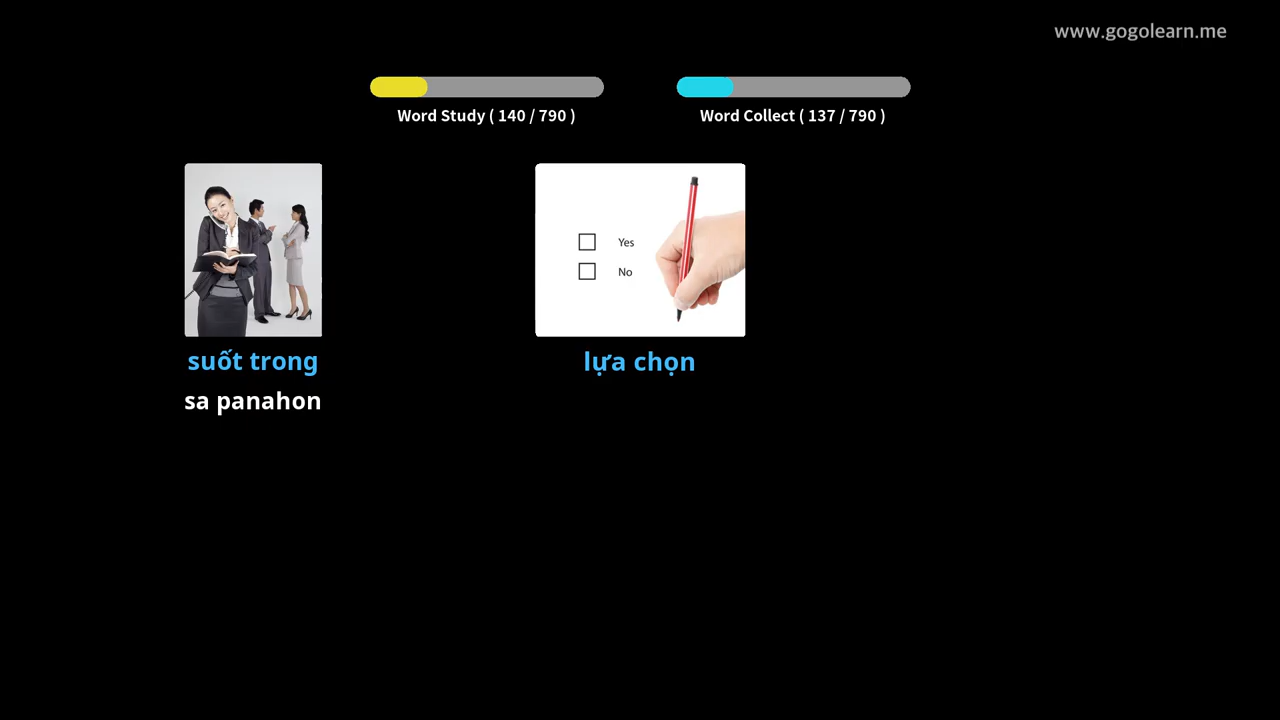 www.gogolearn.me
Word Study ( 140 / 790 )
Word Collect ( 137 / 790 )
Yes
No
suốt trong
lựa chọn
sa panahon